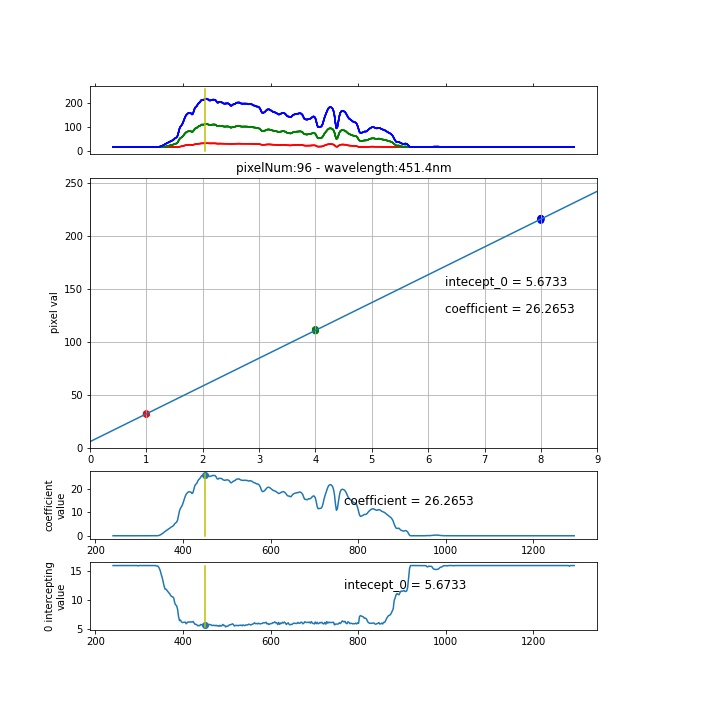 200
100
0
pixelNum:96 - wavelength:451.4nm
250
200
150
100
50
0
pixel val
intecept_0 = 5.6733
coefficient = 26.2653
0 1 2 3 4 5 6 7 8 9
20
10
0
coefficient
value
coefficient = 26.2653
200 400 600 800 1000 1200
15
10
5
0 intercepting
value
intecept_0 = 5.6733
200 400 600 800 1000 1200